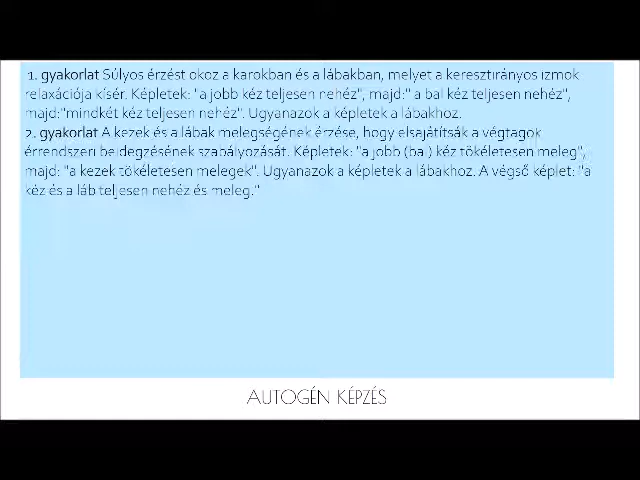 1. gyakorlat Súlyos érzést okoz a karokban és a lábakban, melyet a keresztirányos izmok
relaxációja kísér. Képletek: "a jobb kéz teljesen nehéz", majd:" a bal kéz teljesen nehéz",
majd:"mindkét kéz teljesen nehéz". Ugyanazok a képletek a lábakhoz.
2. gyakorlat A kezek és a lábak melegségének érzése, hogy elsajátítsák a végtagok
érrendszeri beidegzésének szabályozását. Képletek: "a jobb (bal) kéz tökéletesen meleg",
majd: "a kezek tökéletesen melegek". Ugyanazok a képletek a lábakhoz. A végső képlet: "a
kéz és a láb teljesen nehéz és meleg."
AUTOGÉN KÉPZÉS